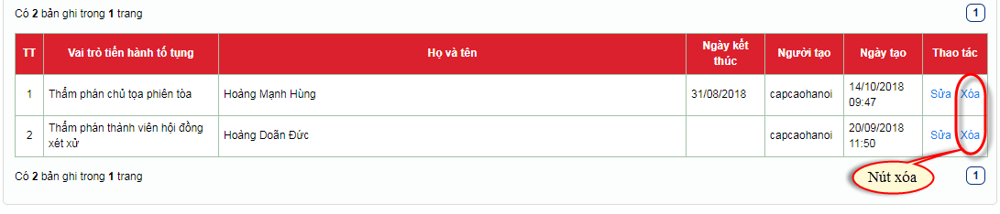 Có 2 bản ghi trong 1 trang 1
TT Vai trò tiến hành tố tụng Họ và tên Ngày kết thúc Người tạo Ngày tạo Thao tác
1 Thẩm phán chủ tọa phiên tòa Hoàng Mạnh Hùng 31/08/2018 capcaohanoi 14/10/2018 09:47 Sửa Xóa
2 Thẩm phán thành viên hội đồng xét xử Hoàng Doãn Đức capcaohanoi 20/09/2018 11:50 Sửa Xóa
Có 2 bản ghi trong 1 trang 1
Nút xóa